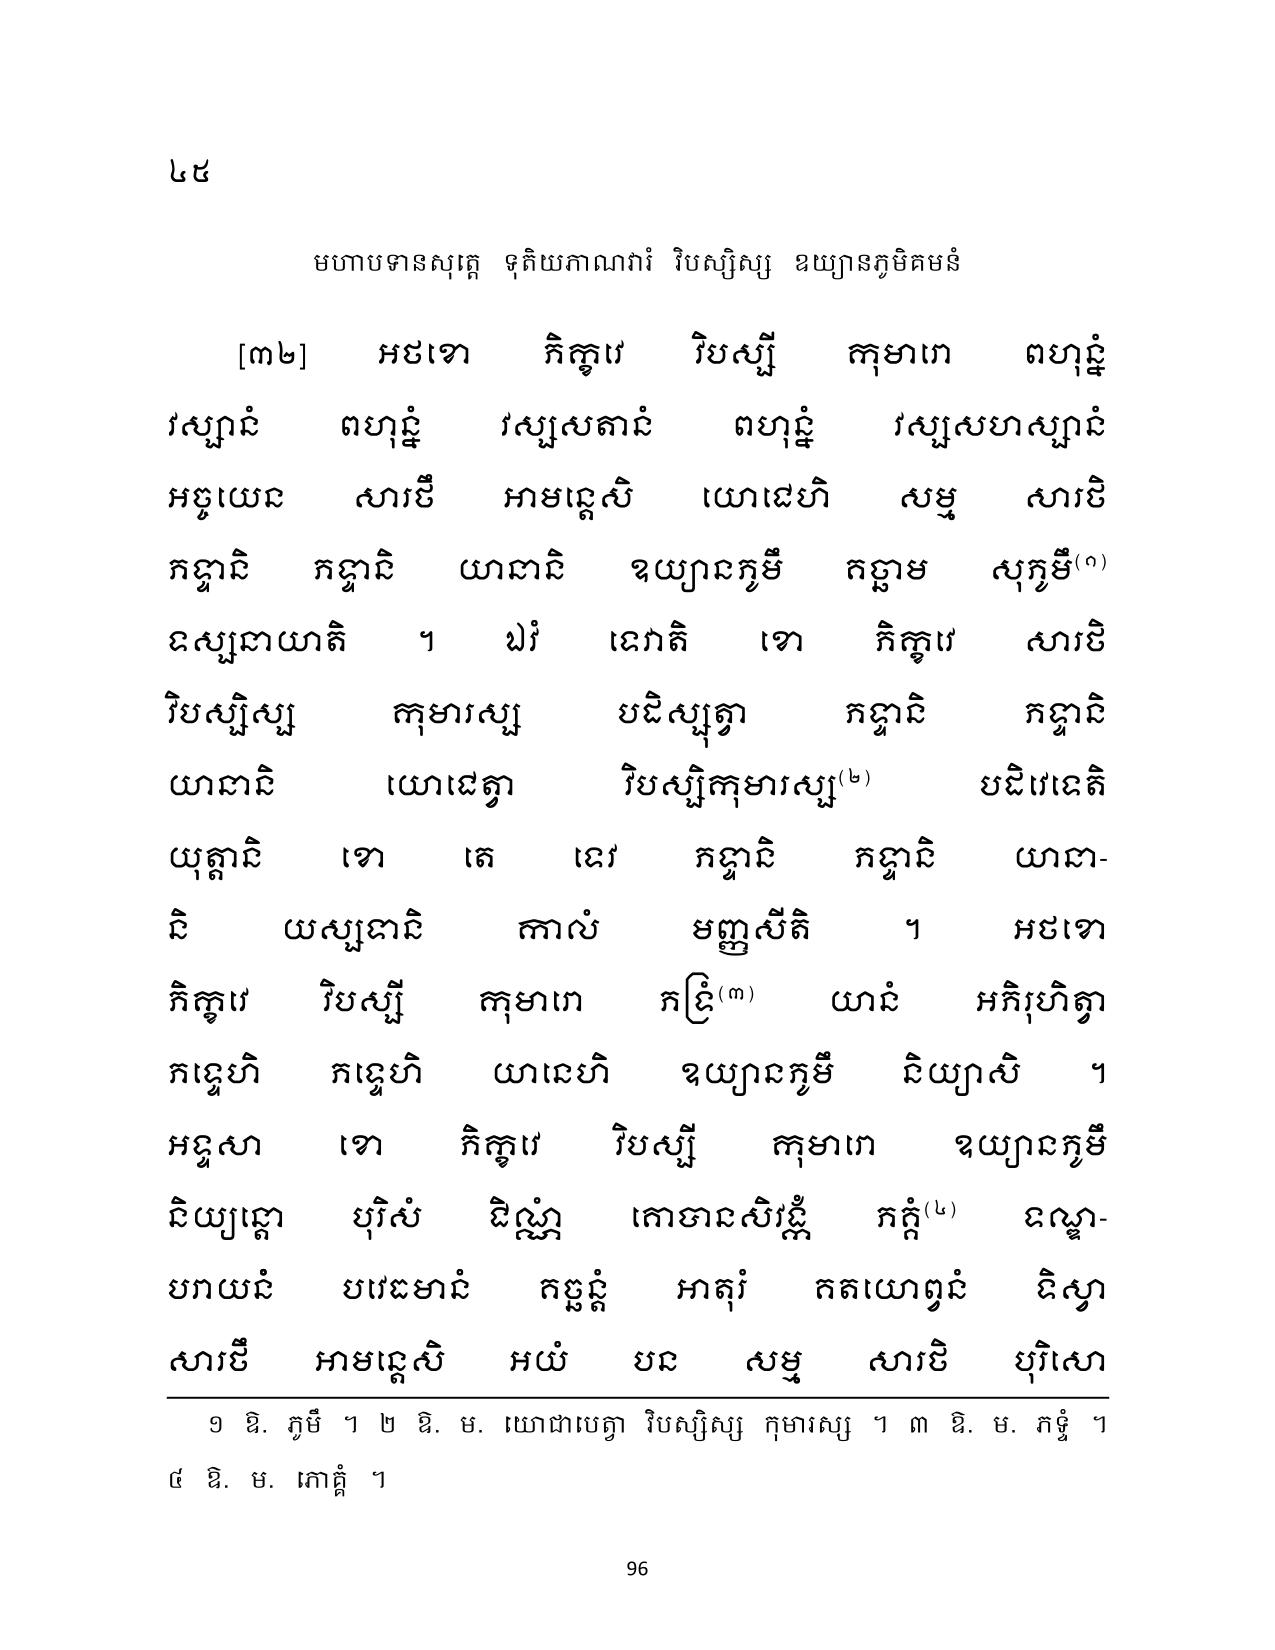 ៤៥
មហាបទានសុត្តេ ទុតិយភាណវារំ វិបស្សិស្ស ឧយ្យានភូមិគមនំ
[៣២] អថខោ ភិក្ខវេ វិបស្សី កុមារោ ពហុន្នំ
វស្សានំ ពហុន្នំ វស្សសតានំ ពហុន្នំ វស្សសហស្សានំ
អច្ចយេន សារថឹ អាមន្តេសិ យោជេហិ សម្ម សារថិ
ភទ្ទានិ ភទ្ទានិ យានានិ ឧយ្យានភូមឹ គច្ឆាម សុភូមឹ(១)
ទស្សនាយាតិ ។ ឯវំ ទេវាតិ ខោ ភិក្ខវេ សារថិ
វិបស្សិស្ស កុមារស្ស បដិស្សុត្វា ភទ្ទានិ ភទ្ទានិ
យានានិ យោជេត្វា វិបស្សិកុមារស្ស(២) បដិវេទេតិ
យុត្តានិ ខោ តេ ទេវ ភទ្ទានិ ភទ្ទានិ យានា-
និ យស្សទានិ កាលំ មញ្ញសីតិ ។ អថខោ
ភិក្ខវេ វិបស្សី កុមារោ ភទ្រំ(៣) យានំ អភិរុហិត្វា
ភទ្ទេហិ ភទ្ទេហិ យានេហិ ឧយ្យានភូមឹ និយ្យាសិ ។
អទ្ទសា ខោ ភិក្ខវេ វិបស្សី កុមារោ ឧយ្យានភូមឹ
និយ្យន្តោ បុរិសំ ជិណ្ណំ គោបានសិវង្កំ ភគ្គំ(៤) ទណ្ឌ-
បរាយនំ បវេធមានំ គច្ឆន្តំ អាតុរំ គតយោព្វនំ ទិស្វា
សារថឹ អាមន្តេសិ អយំ បន សម្ម សារថិ បុរិសោ
១ ឱ. ភូមឹ ។ ២ ឱ. ម. យោជាបេត្វា វិបស្សិស្ស កុមារស្ស ។ ៣ ឱ. ម. ភទ្ទំ ។
៤ ឱ. ម. ភោគ្គំ ។
96